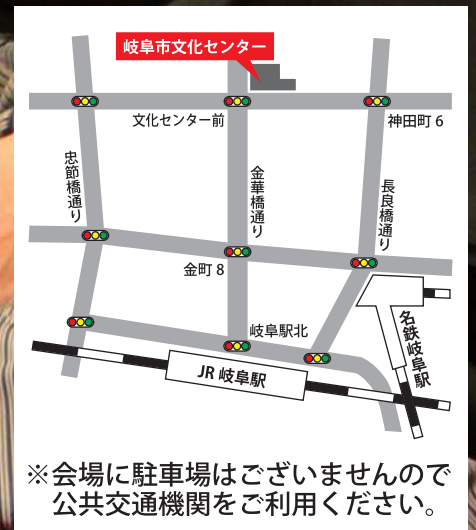 岐阜市文化センター
文化センター前
神田町 6
忠節橋通り
金華橋通り
長良橋通り
金町 8
岐阜駅北
名鉄岐阜駅
JR 岐阜駅
※会場に駐車場はございませんので
公共交通機関をご利用ください。